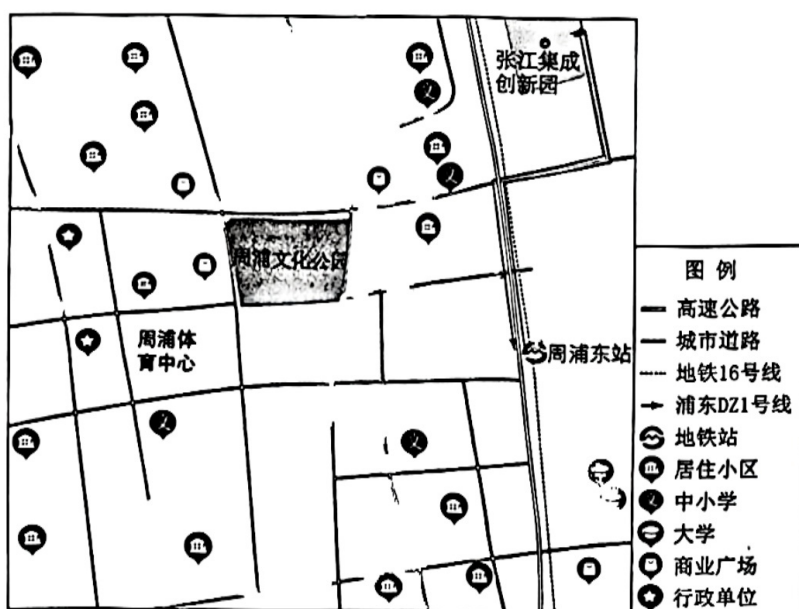 张江集成
创新园
周浦文化公园
周浦体
育中心
周浦东站
图例
高速公路
城市道路
地铁16号线
浦东DZ1号线
地铁站
居住小区
中小学
大学
商业广场
行政单位